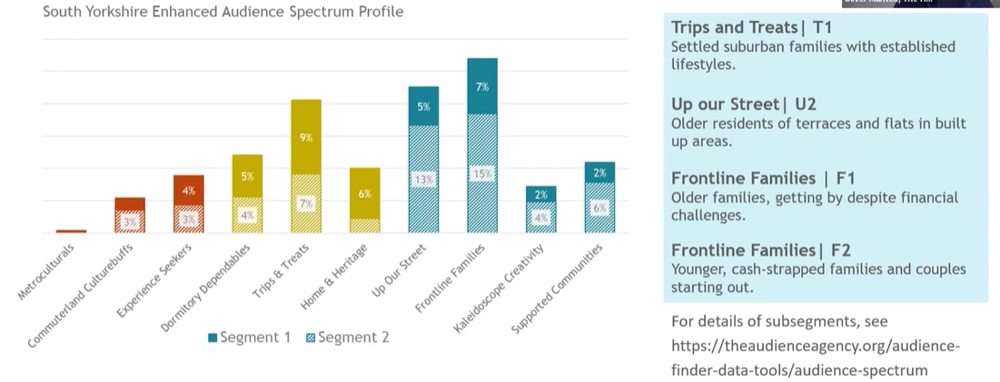 South Yorkshire Enhanced Audience Spectrum Profile
4%
3%
3%
5%
4%
9%
7%
6%
5%
13%
7%
15%
2%
4%
2%
6%
Metroculturals
Commuterland Culturebuffs
Experience Seekers
Dormitory Dependables
Trips & Treats
Home & Heritage
Up Our Street
Frontline Families
Kaleidoscope Creativity
Supported Communities
Segment 1
Segment 2
Trips and Treats| T1
Settled suburban families with established
lifestyles.
Up our Street| U2
Older residents of terraces and flats in built
up areas.
Frontline Families | F1
Older families, getting by despite financial
challenges.
Frontline Families| F2
Younger, cash-strapped families and couples
starting out.
For details of subsegments, see
https://theaudienceagency.org/audience-
finder-data-tools/audience-spectrum